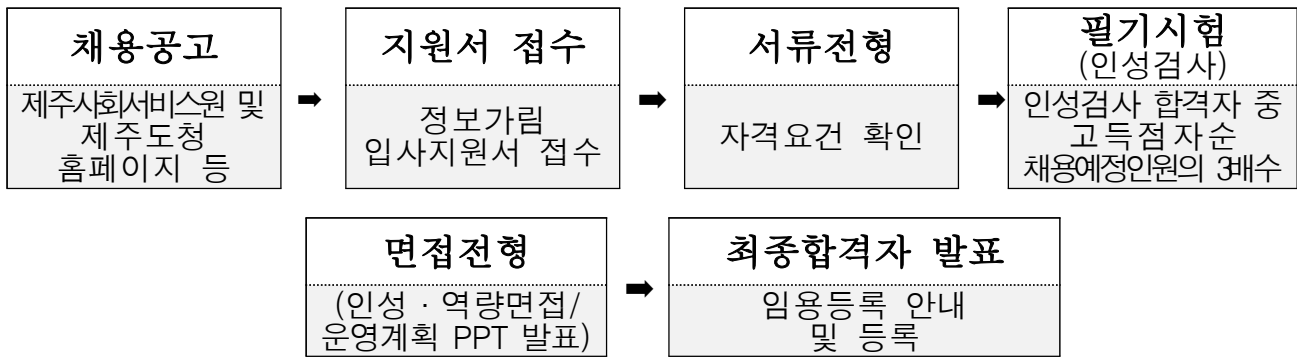 채용공고
제주사회서비스원 및
제주도청
홈페이지 등
➡
지원서 접수
정보가림
입사지원서 접수
➡
서류전형
자격요건 확인
➡
필기시험
(인성검사)
인성검사 합격자 중
고득점자순
채용예정인원의 3배수
면접전형
(인성·역량면접/
운영계획 PPT 발표)
➡
최종합격자 발표
임용등록 안내
및 등록